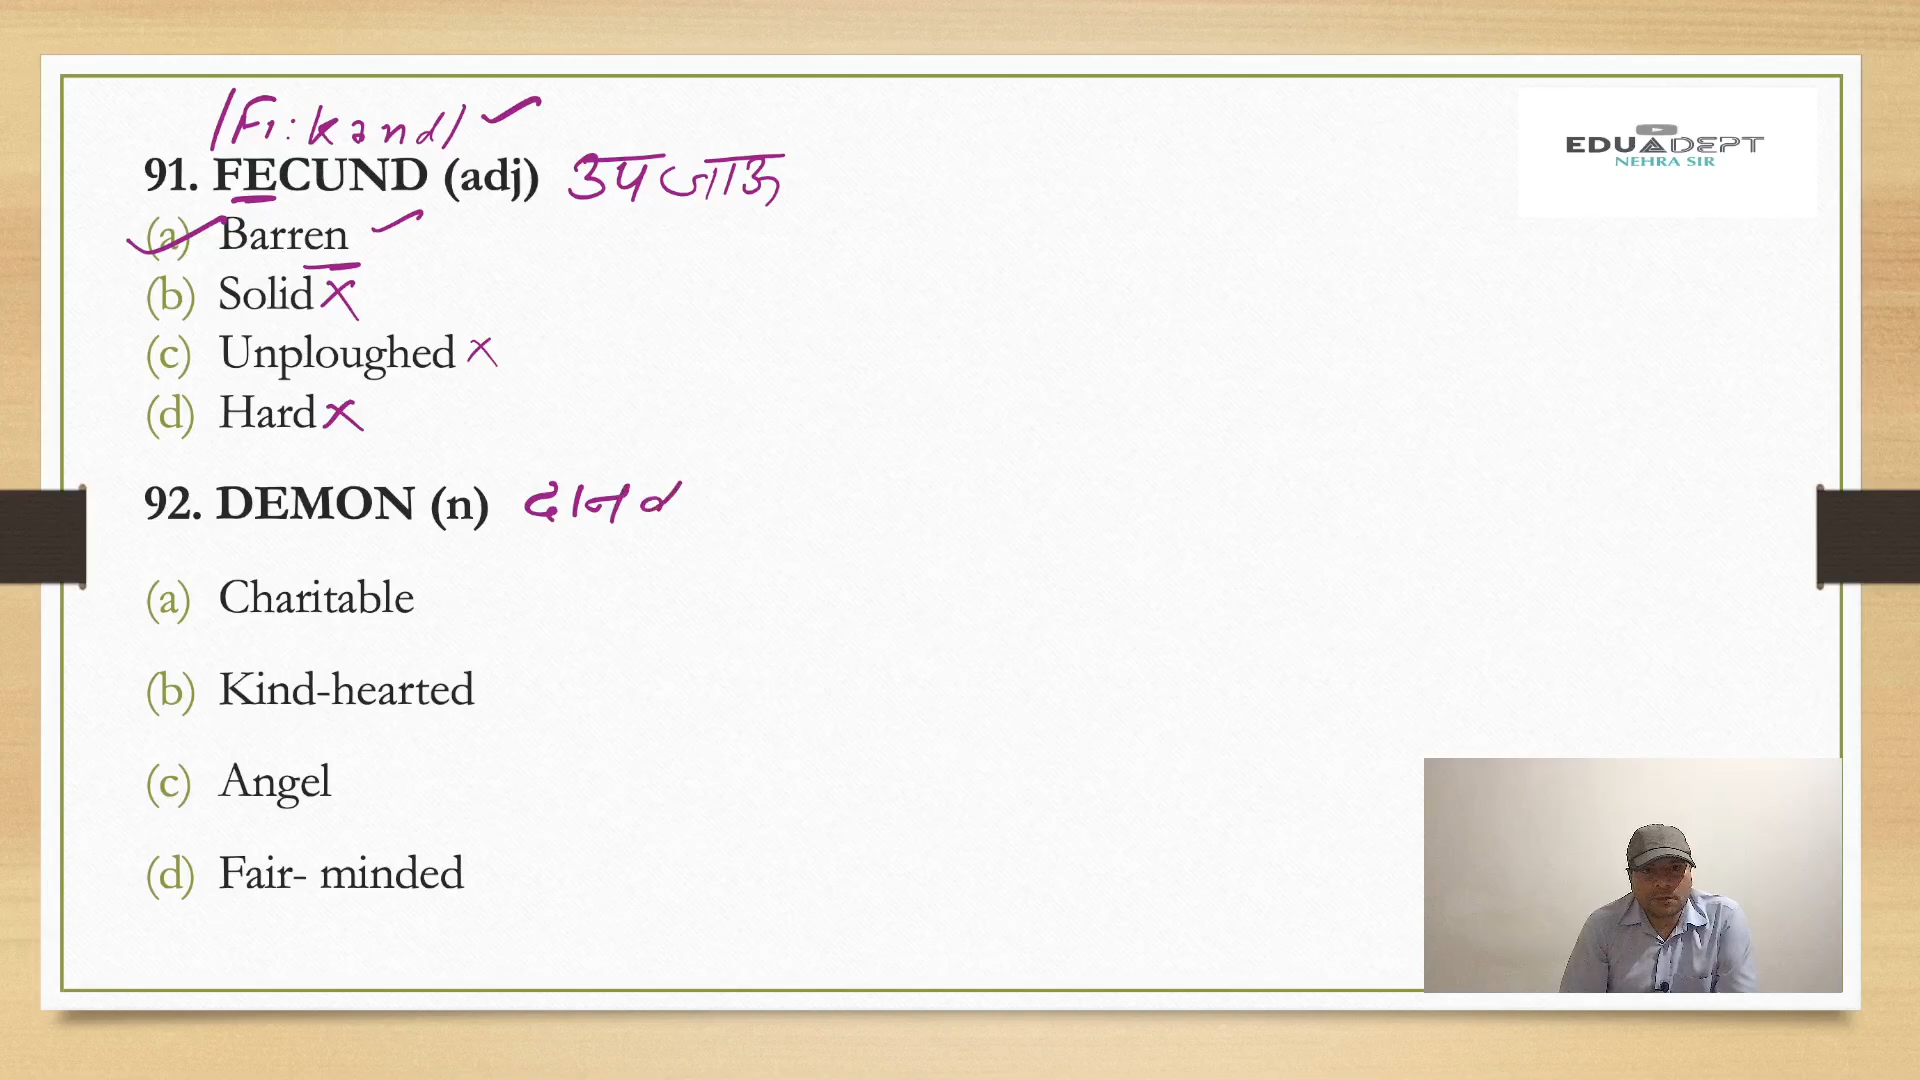 /Fi:kənd/
91. FECUND (adj) उपजाऊ
(a) Barren
(b) Solid
(c) Unploughed
(d) Hard
92. DEMON (n) दानव
(a) Charitable
(b) Kind-hearted
(c) Angel
(d) Fair- minded
EDUADEPT
NEHRA SIR